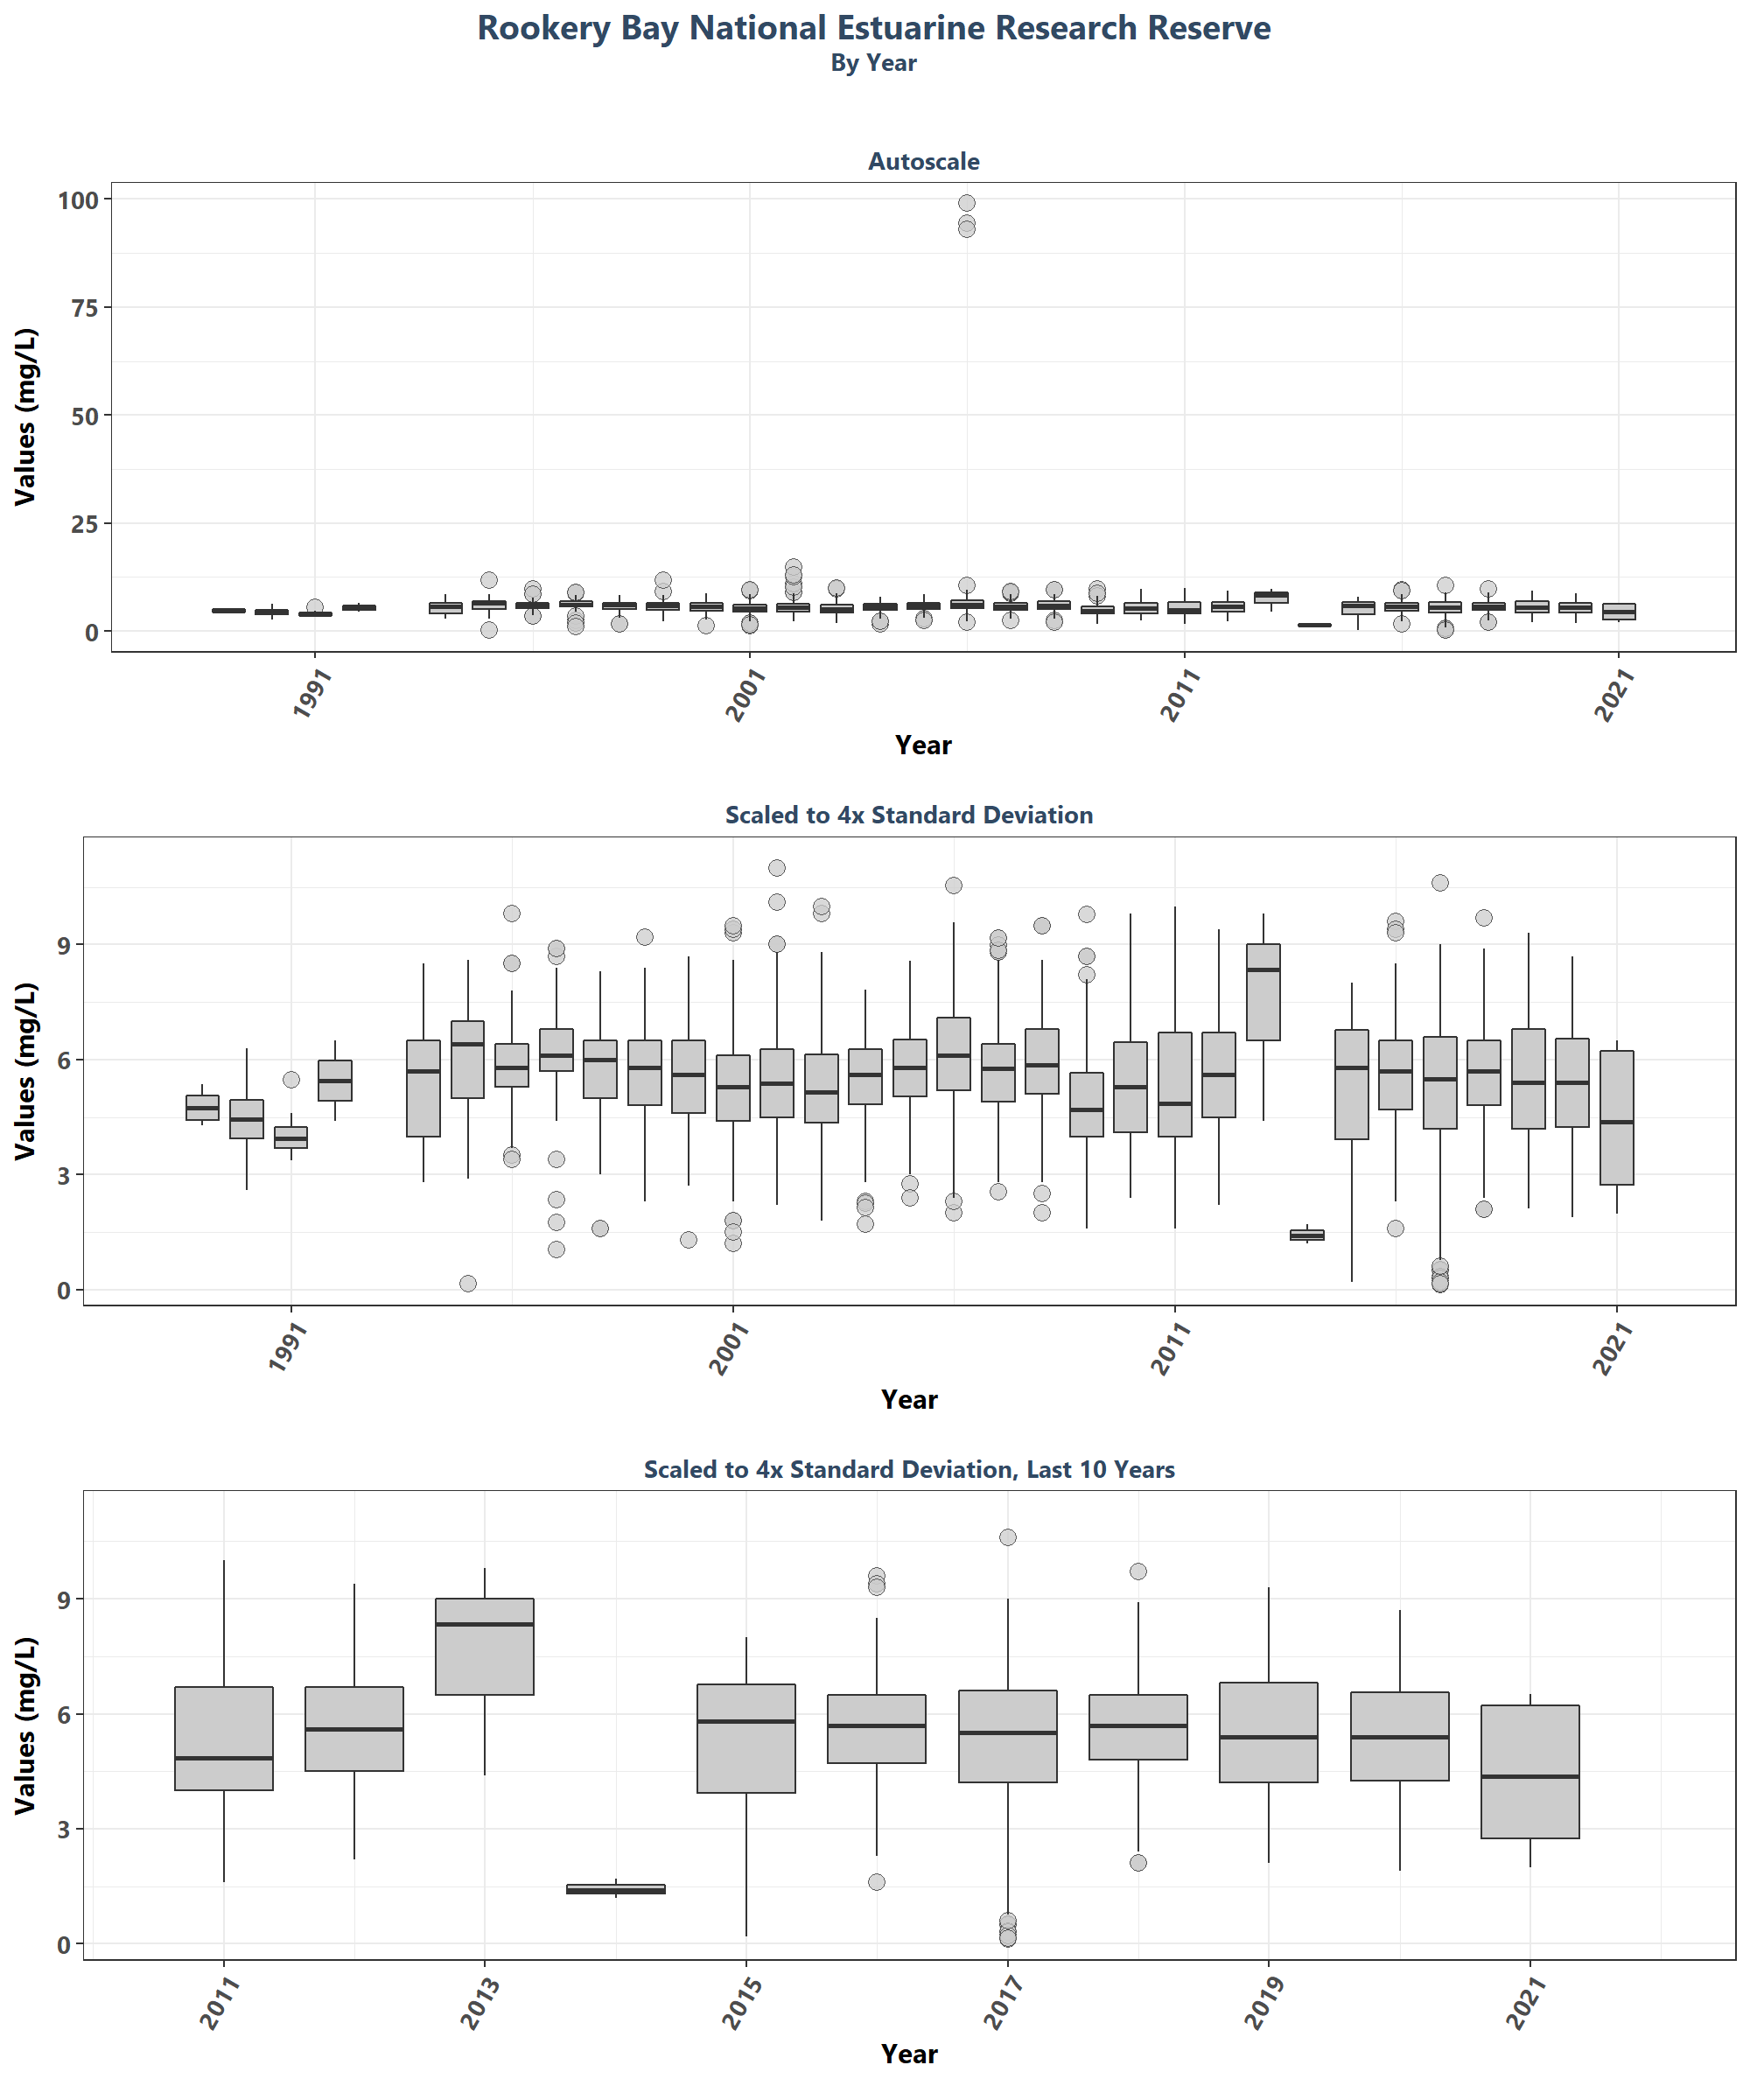 Rookery Bay National Estuarine Research Reserve
By Year
Autoscale
Values (mg/L)
100
75
50
25
0
1991
2001
2011
2021
Year
Scaled to 4x Standard Deviation
Values (mg/L)
9
6
3
0
1991
2001
2011
2021
Year
Scaled to 4x Standard Deviation, Last 10 Years
Values (mg/L)
9
6
3
0
2011
2013
2015
2017
2019
2021
Year